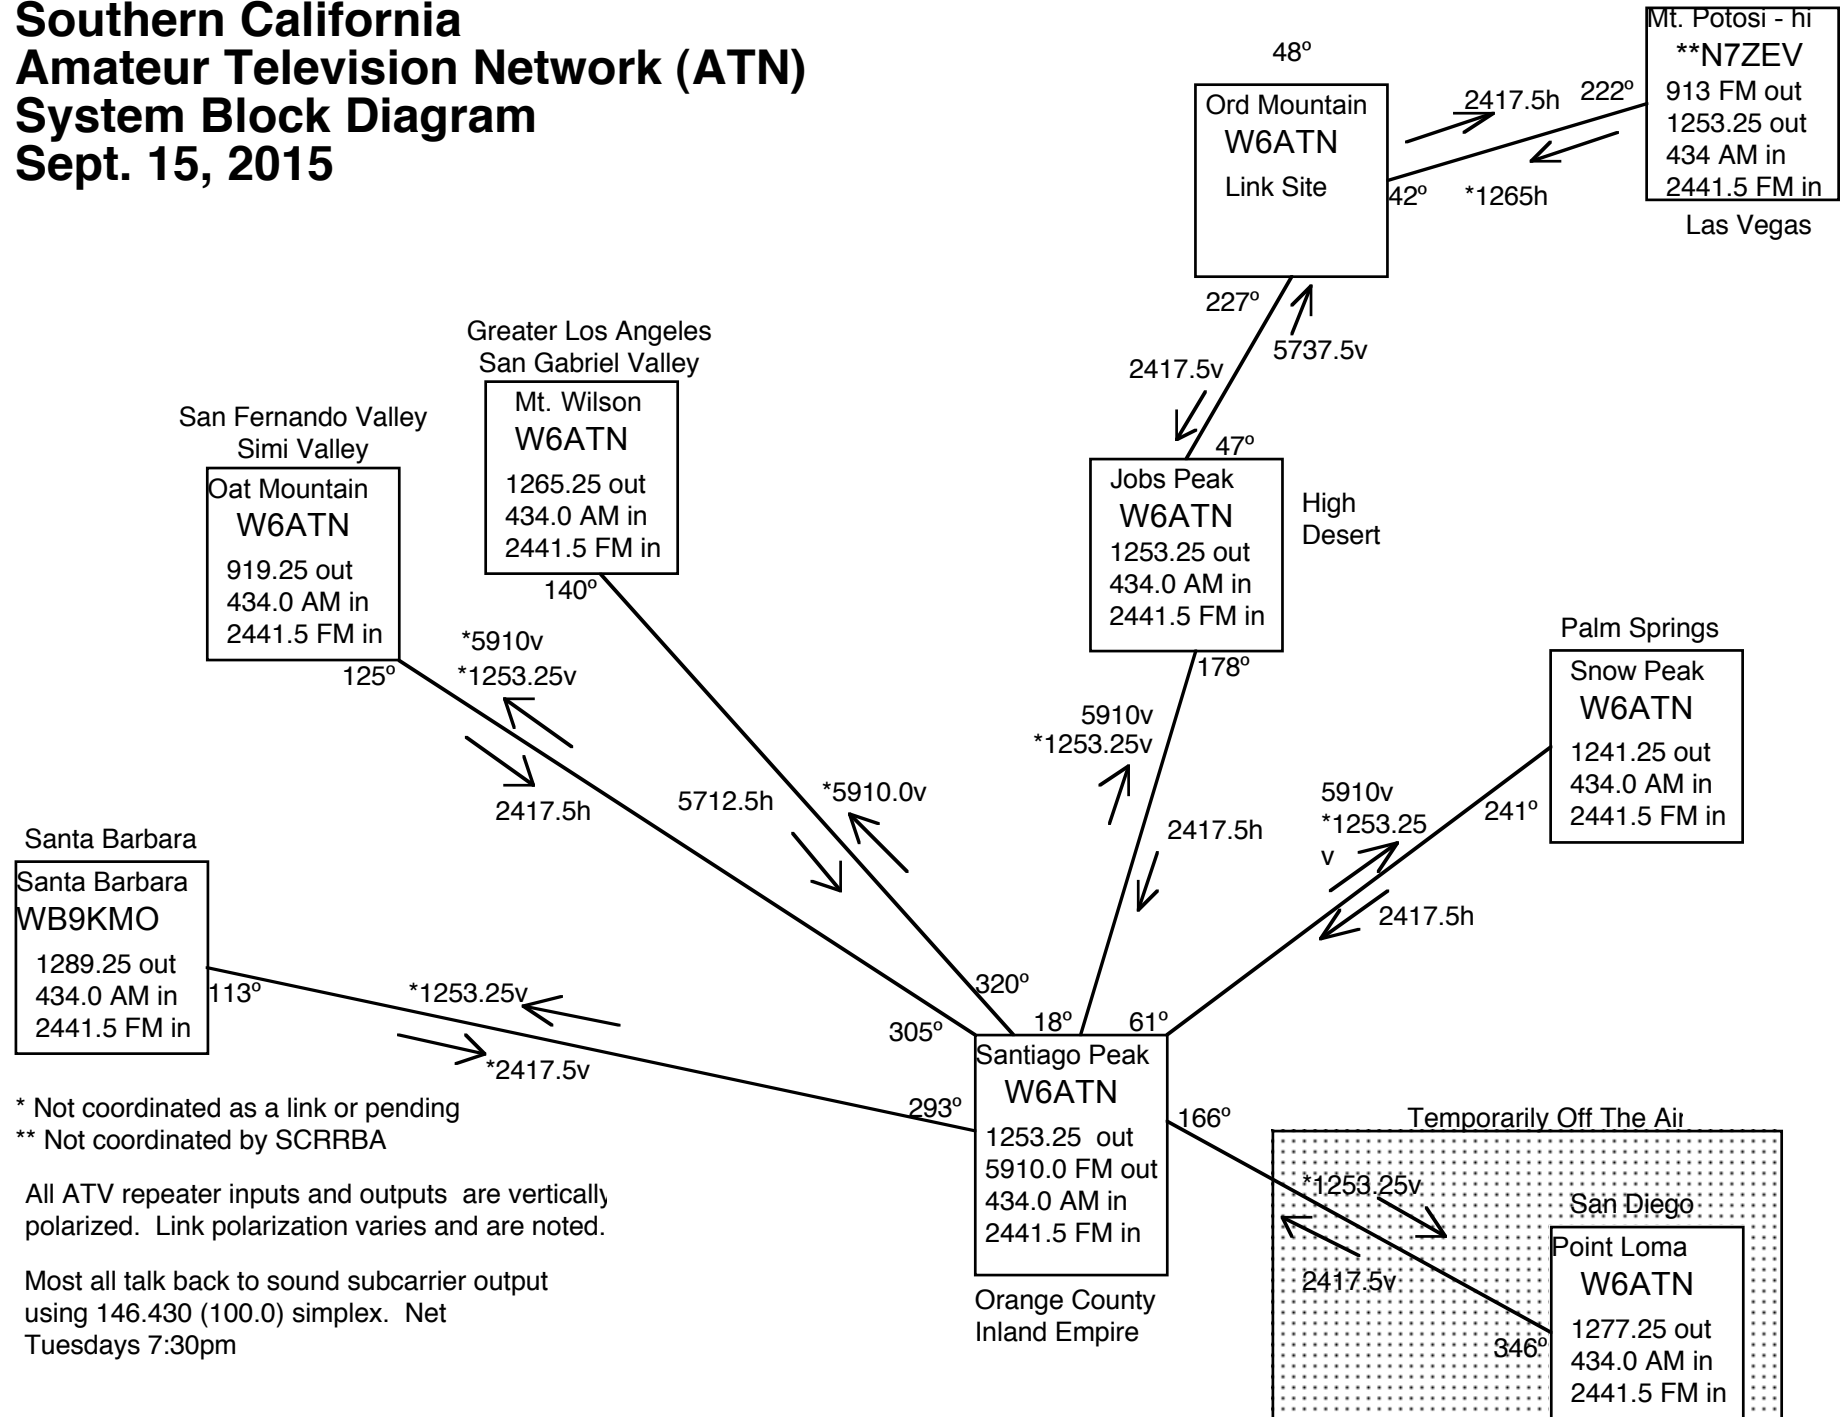 Southern California
Amateur Television Network (ATN)
System Block Diagram
Sept. 15, 2015
48º
Ord Mountain
W6ATN
Link Site
2417.5h
222º
42º
*1265h
Mt. Potosi - hi
**N7ZEV
913 FM out
1253.25 out
434 AM in
2441.5 FM in
Las Vegas
227º
5737.5v
2417.5v
47º
Jobs Peak
W6ATN
1253.25 out
434.0 AM in
2441.5 FM in
High
Desert
178º
Greater Los Angeles
San Gabriel Valley
Mt. Wilson
W6ATN
1265.25 out
434.0 AM in
2441.5 FM in
140º
San Fernando Valley
Simi Valley
Oat Mountain
W6ATN
919.25 out
434.0 AM in
2441.5 FM in
125º
*5910v
*1253.25v
2417.5h
5712.5h
*5910.0v
5910v
*1253.25v
2417.5h
Palm Springs
Snow Peak
W6ATN
1241.25 out
434.0 AM in
2441.5 FM in
241º
5910v
*1253.25
v
2417.5h
Santa Barbara
Santa Barbara
WB9KMO
1289.25 out
434.0 AM in
2441.5 FM in
113º
*1253.25v
*2417.5v
320º
305º
18º
61º
293º
166º
Santiago Peak
W6ATN
1253.25 out
5910.0 FM out
434.0 AM in
2441.5 FM in
Orange County
Inland Empire
* Not coordinated as a link or pending
** Not coordinated by SCRRBA
All ATV repeater inputs and outputs are vertically
polarized. Link polarization varies and are noted.
Most all talk back to sound subcarrier output
using 146.430 (100.0) simplex. Net
Tuesdays 7:30pm
Temporarily Off The Air
*1253.25v
2417.5v
346º
San Diego
Point Loma
W6ATN
1277.25 out
434.0 AM in
2441.5 FM in